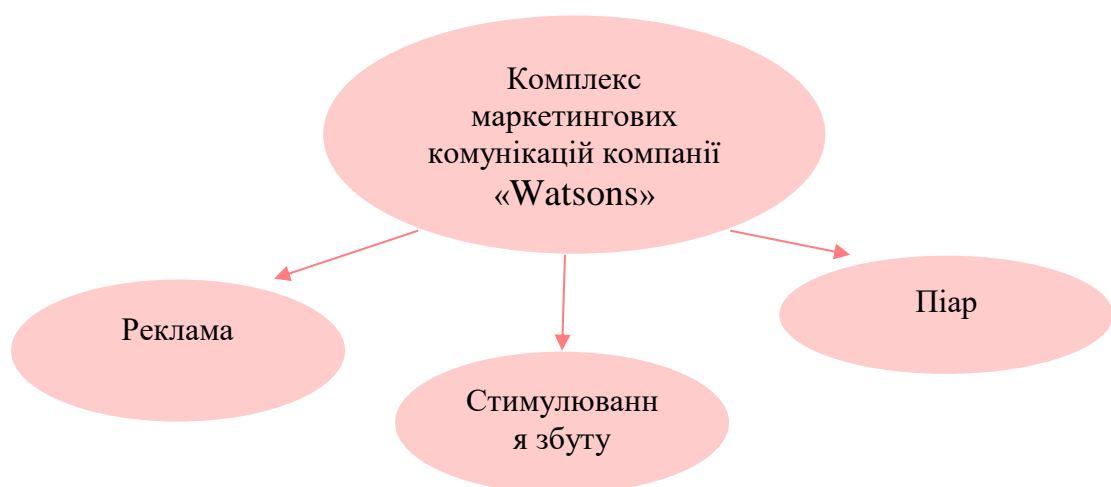 Комплекс
маркетингових
комунікацій компанії
«Watsons»
Реклама
Піар
Стимулюванн
я збуту